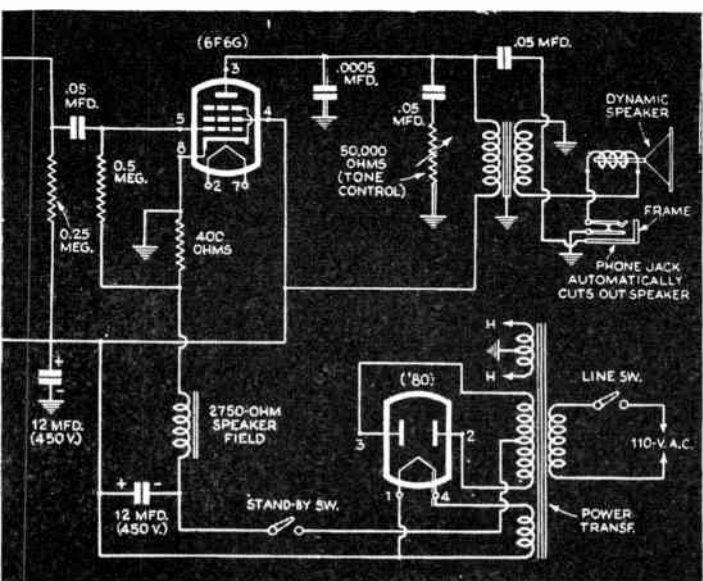 (6F6G)
3
.05 MFD.
.0005
MFD.
.05
MFD.
5
4
8
2
7
.05
MFD.
50,000
OHMS
(TONE
CONTROL)
DYNAMIC
SPEAKER
0.5
MEG.
0.25
MEG.
400
OHMS
FRAME
PHONE JACK
AUTOMATICALLY
CUTS OUT SPEAKER
H
H
('80)
LINE SW.
3
2
110-V. A.C.
12 MFD.
(450 V.)
2750-OHM
SPEAKER
FIELD
+
-
1
4
+
-
12 MFD.
(450 V.)
STAND-BY SW.
POWER
TRANSF.